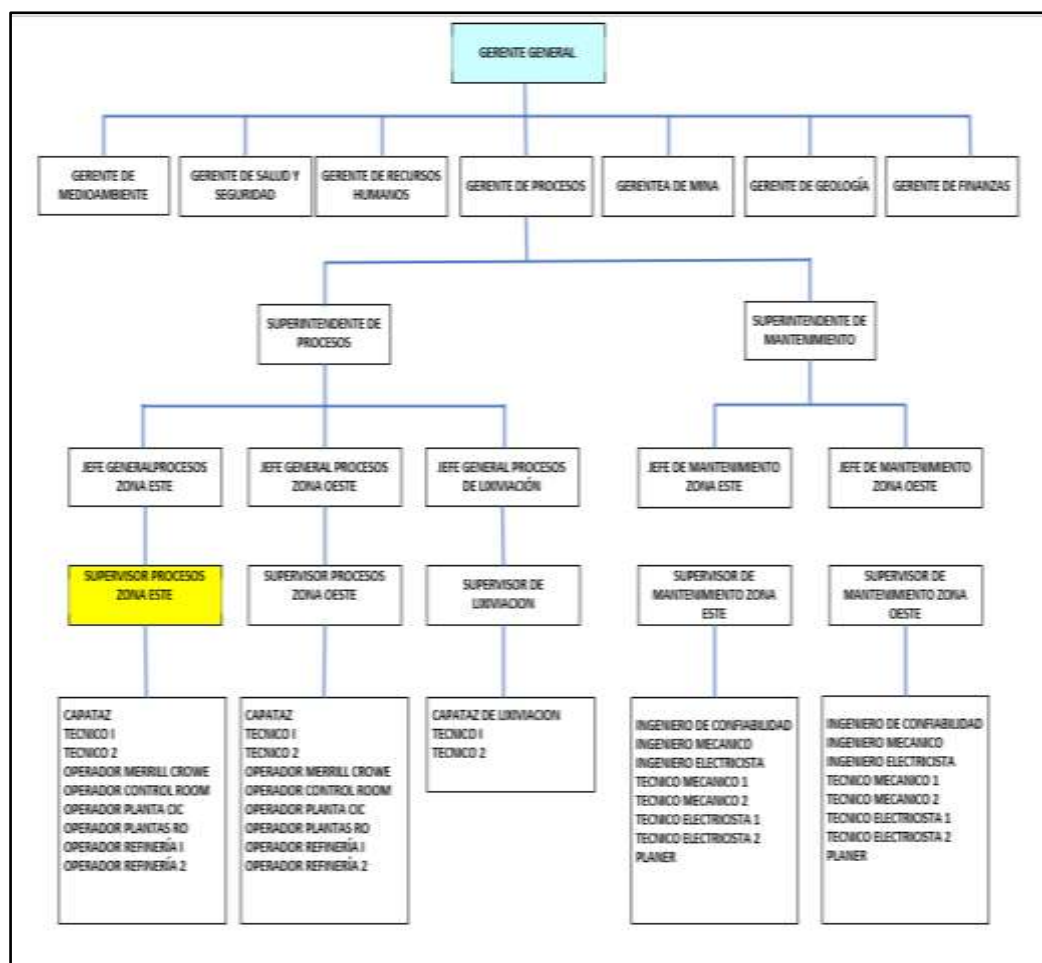 GERENTE GENERAL
GERENTE DE
MEDIOAMBIENTE
GERENTE DE SALUD Y
SEGURIDAD
GERENTE DE RECURSOS
HUMANOS
GERENTE DE PROCESOS
GERENTEA DE MINA
GERENTE DE GEOLOGÍA
GERENTE DE FINANZAS
SUPERINTENDENTE DE
PROCESOS
SUPERINTENDENTE DE
MANTENIMIENTO
JEFE GENERALPROCESOS
ZONA ESTE
JEFE GENERAL PROCESOS
ZONA OESTE
JEFE GENERAL PROCESOS
DE LIXIVIACIÓN
JEFE DE MANTENIMIENTO
ZONA ESTE
JEFE DE MANTENIMIENTO
ZONA OESTE
SUPERVISOR PROCESOS
ZONA ESTE
SUPERVISOR PROCESOS
ZONA OESTE
SUPERVISOR DE
LIXIVIACION
SUPERVISOR DE
MANTENIMIENTO ZONA
ESTE
SUPERVISOR DE
MANTENIMIENTO ZONA
OESTE
CAPATAZ
TECNICO I
TECNICO 2
OPERADOR MERRILL CROWE
OPERADOR CONTROL ROOM
OPERADOR PLANTA CIC
OPERADOR PLANTAS RO
OPERADOR REFINERÍA I
OPERADOR REFINERÍA 2
CAPATAZ
TECNICO I
TECNICO 2
OPERADOR MERRILL CROWE
OPERADOR CONTROL ROOM
OPERADOR PLANTA CIC
OPERADOR PLANTAS RO
OPERADOR REFINERÍA I
OPERADOR REFINERÍA 2
CAPATAZ DE LIXIVIACION
TECNICO I
TECNICO 2
INGENIERO DE CONFIABILIDAD
INGENIERO MECANICO
INGENIERO ELECTRICISTA
TECNICO MECANICO 1
TECNICO MECANICO 2
TECNICO ELECTRICISTA 1
TECNICO ELECTRICISTA 2
PLANER
INGENIERO DE CONFIABILIDAD
INGENIERO MECANICO
INGENIERO ELECTRICISTA
TECNICO MECANICO 1
TECNICO MECANICO 2
TECNICO ELECTRICISTA 1
TECNICO ELECTRICISTA 2
PLANER